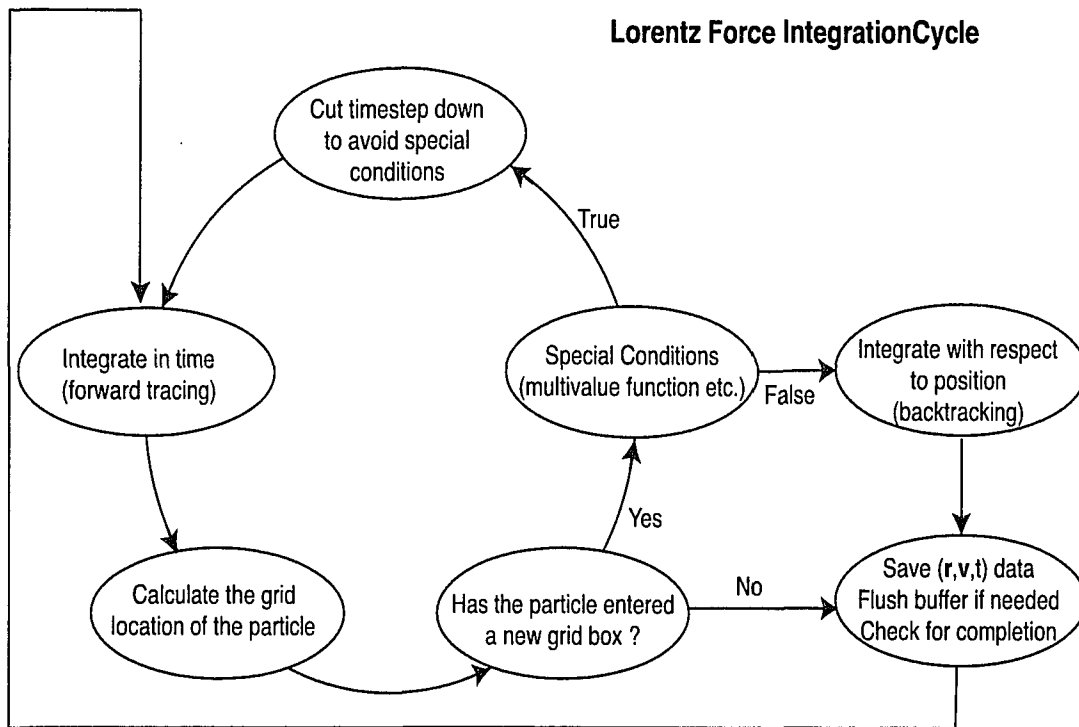 Lorentz Force IntegrationCycle
Cut timestep down
to avoid special
conditions
True
Integrate in time
(forward tracing)
Special Conditions
(multivalue function etc.)
False
Integrate with respect
to position
(backtracking)
Yes
Calculate the grid
location of the particle
Has the particle entered
a new grid box ?
No
Save (r,v,t) data
Flush buffer if needed
Check for completion